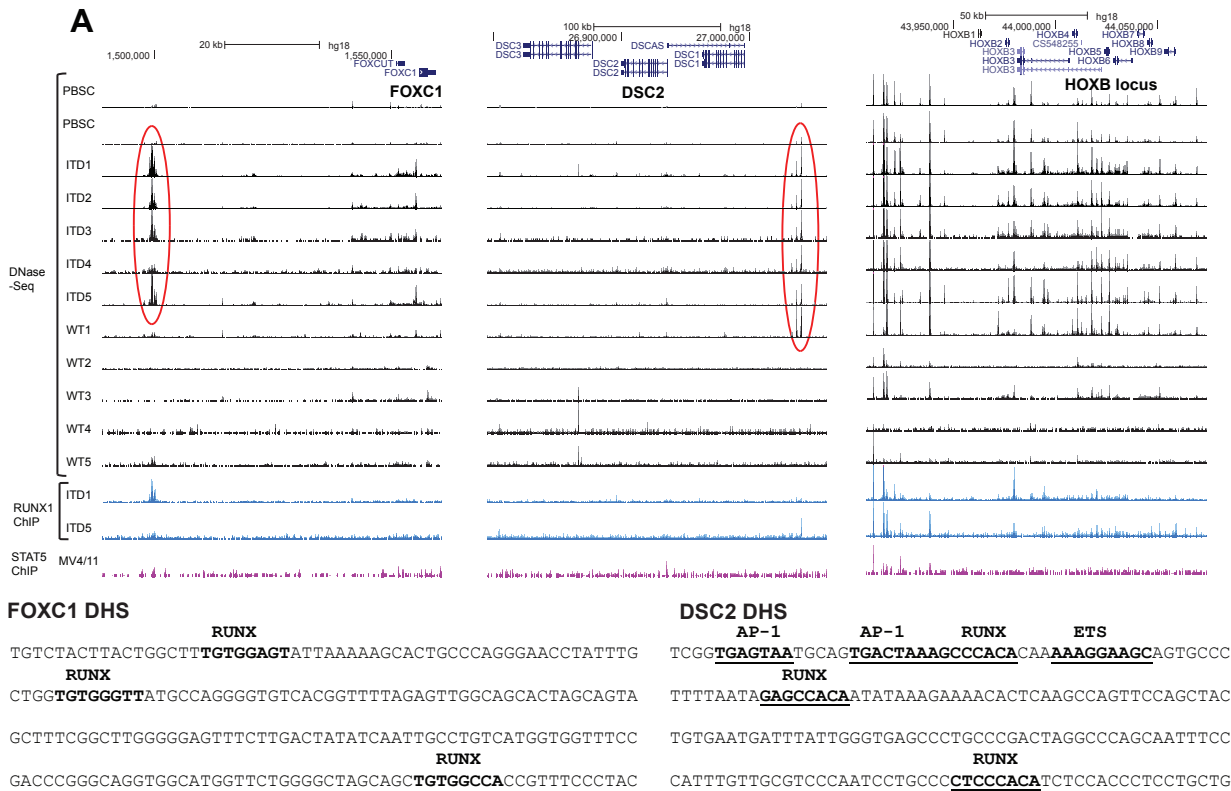 A
20 kb hg18
1,500,000 1,550,000
FOXCUT
FOXC1
FOXC1
100 kb hg18
26,900,000 27,000,000
DSC3 DSCAS
DSC3
DSC2 DSC1
DSC2 DSC1
DSC2
50 kb hg18
43,950,000 44,000,000 44,050,000
HOXB1 HOXB4 HOXB7
HOXB2 CS548255 HOXB8
HOXB3 HOXB5 HOXB9
HOXB3 HOXB6
HOXB3
HOXB locus
DNase
-Seq
PBSC
PBSC
ITD1
ITD2
ITD3
ITD4
ITD5
WT1
WT2
WT3
WT4
WT5
RUNX1
ChIP
ITD1
ITD5
STAT5
ChIP
MV4/11
FOXC1 DHS
RUNX
TGTCTACTTACTGGCTTTGTGGAGTATTAAAAAGCACTGCCCAGGGAACCTATTTG
RUNX
CTGGTGTGGGTTATGCCAGGGGTGTCACGGTTTTAGAGTTGGCAGCACTAGCAGTA
GCTTTCGGCTTGGGGGAGTTTCTTGACTATATCAATTGCCTGTCATGGTGGTTTCC
RUNX
GACCCGGGCAGGTGGCATGGTTCTGGGGCTAGCAGCTGTGGCCACCGTTTCCCTAC
DSC2 DHS
AP-1 AP-1 RUNX ETS
TCGGTGAGTAATGCAGTGACTAAAGCCCACACAAAAAGGAAGCAGTGCCC
RUNX
TTTTAATAGAGCCACAATATAAAGAAAACACTCAAGCCAGTTCCAGCTAC
TGTGAATGATTTATTGGGTGAGCCCTGCCCGACTAGGCCCAGCAATTTCC
RUNX
CATTTGTTGCGTCCCAATCCTGCCCCTCCCACATCTCCACCCTCCTGCTG